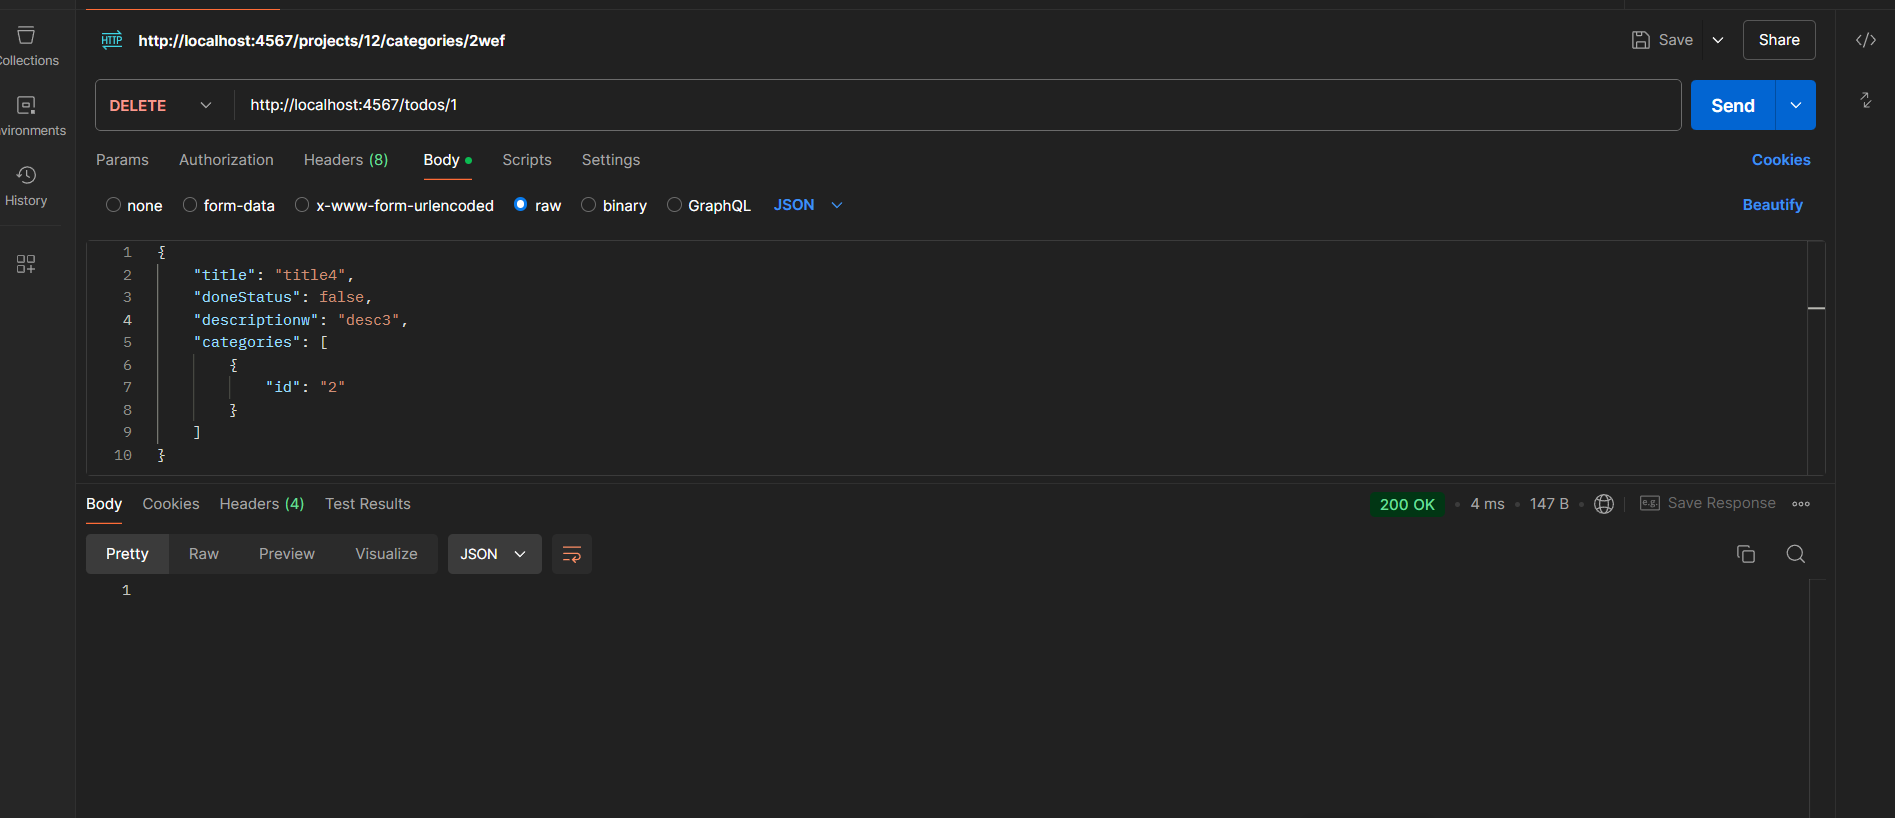 http://localhost:4567/projects/12/categories/2wef
Save
Share
ollections
DELETE
http://localhost:4567/todos/1
Send
vironments
Params Authorization Headers (8) Body Scripts Settings
Cookies
History
none form-data x-www-form-urlencoded raw binary GraphQL JSON
Beautify
1 {
2 "title": "title4",
3 "doneStatus": false,
4 "descriptionw": "desc3",
5 "categories": [
6 {
7 "id": "2"
8 }
9 ]
10 }
Body Cookies Headers (4) Test Results
200 OK • 4 ms • 147 B •
e.g. Save Response
Pretty Raw Preview Visualize JSON
1